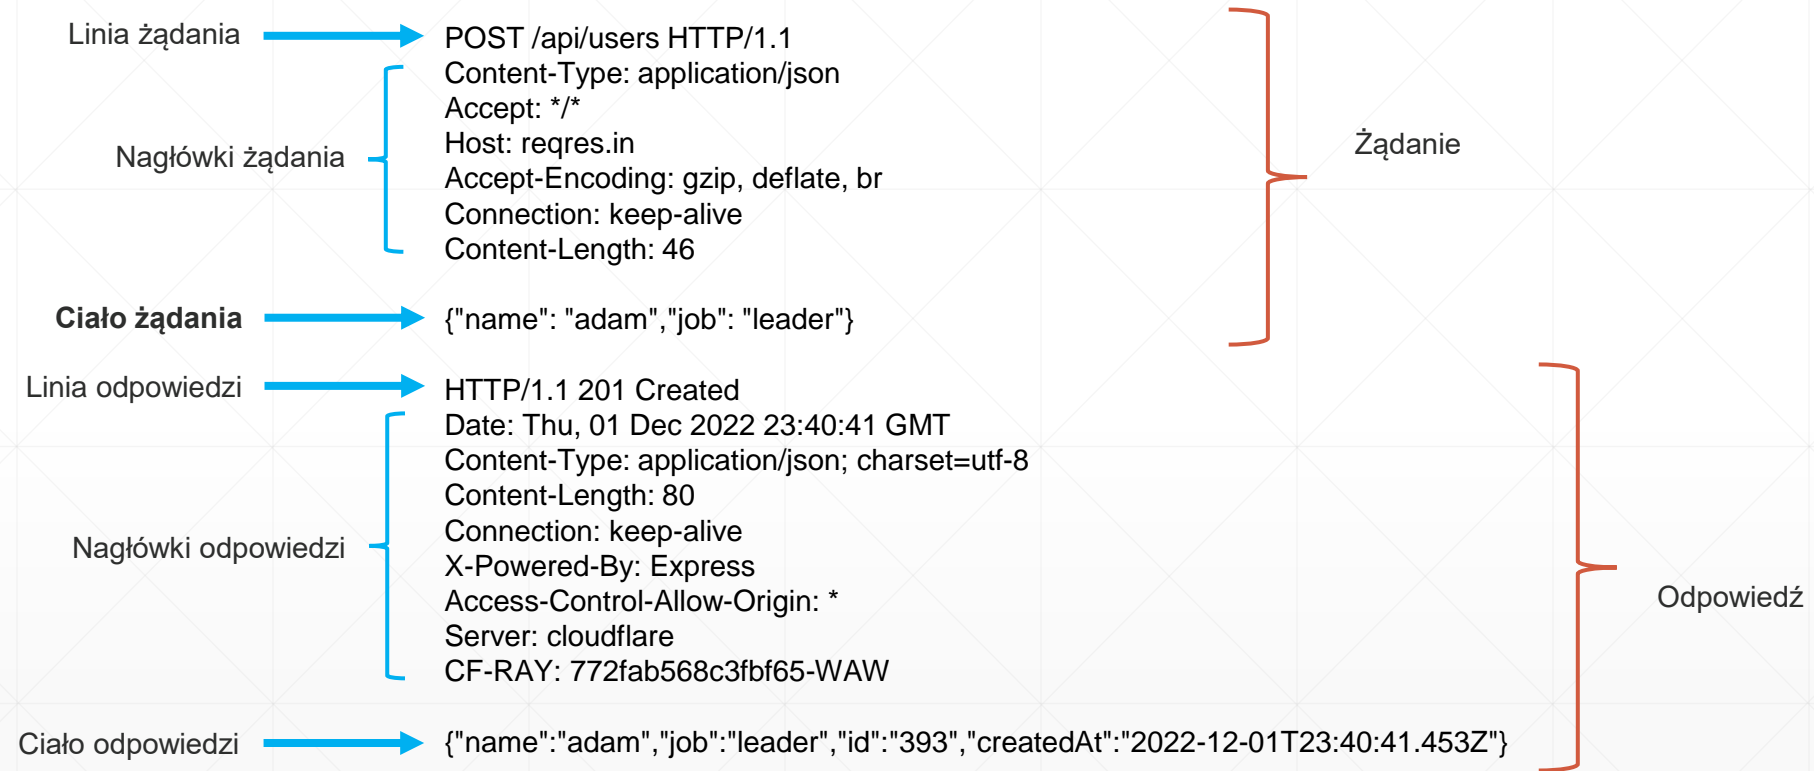 Linia żądania
POST /api/users HTTP/1.1
Content-Type: application/json
Accept: */*
Host: reqres.in
Nagłówki żądania
Żądanie
Accept-Encoding: gzip, deflate, br
Connection: keep-alive
Content-Length: 46
Ciało żądania
{"name": "adam","job": "leader"}
Linia odpowiedzi
HTTP/1.1 201 Created
Date: Thu, 01 Dec 2022 23:40:41 GMT
Content-Type: application/json; charset=utf-8
Content-Length: 80
Connection: keep-alive
Nagłówki odpowiedzi
X-Powered-By: Express
Access-Control-Allow-Origin: *
Odpowiedź
Server: cloudflare
CF-RAY: 772fab568c3fbf65-WAW
Ciało odpowiedzi
{"name":"adam","job":"leader","id":"393","createdAt":"2022-12-01T23:40:41.453Z"}